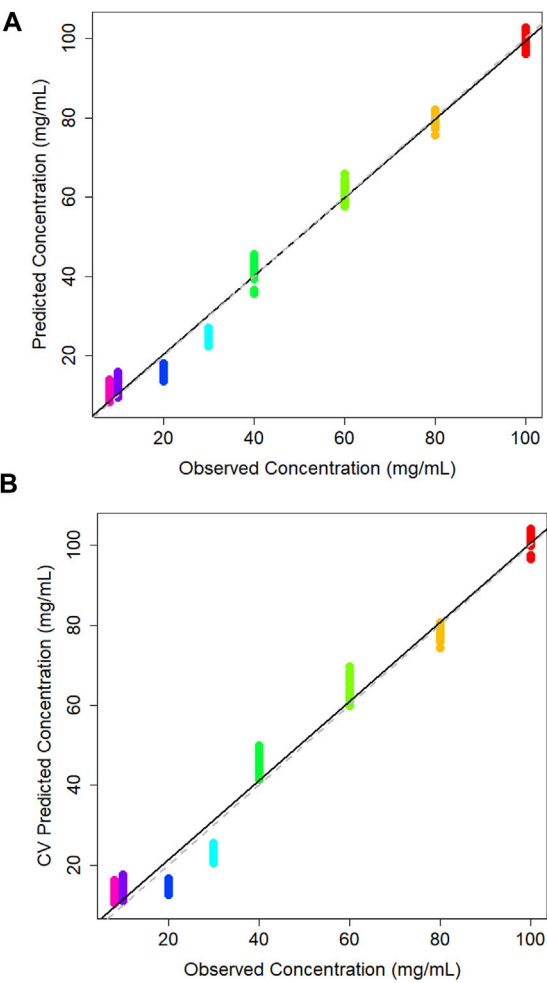 A
Predicted Concentration (mg/mL)
100
80
60
40
20
20 40 60 80 100
Observed Concentration (mg/mL)
B
CV Predicted Concentration (mg/mL)
100
80
60
40
20
20 40 60 80 100
Observed Concentration (mg/mL)